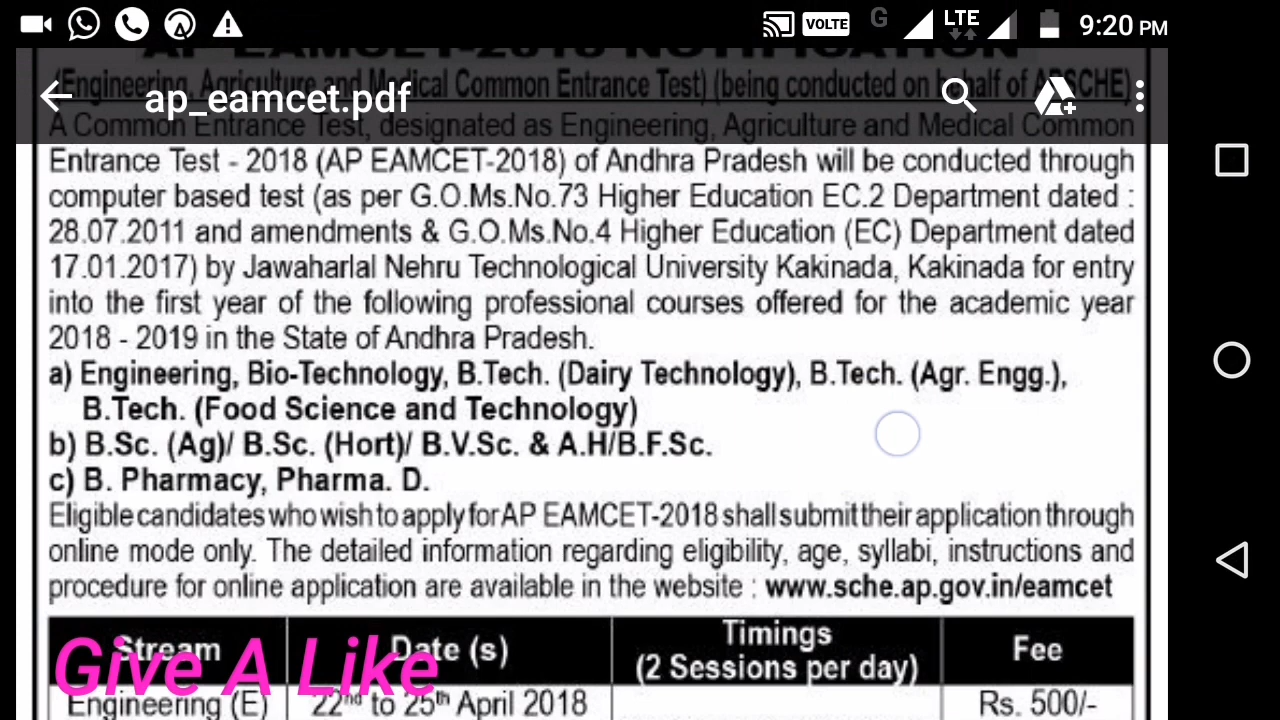 VOLTE G LTE 9:20 PM
AP EAMCET-2018 NOTIFICATION
(Engineering, Agriculture and Medical Common Entrance Test) (being conducted on behalf of APSCHE)
ap_eamcet.pdf
A Common Entrance Test, designated as Engineering, Agriculture and Medical Common
Entrance Test - 2018 (AP EAMCET-2018) of Andhra Pradesh will be conducted through
computer based test (as per G.O.Ms.No.73 Higher Education EC.2 Department dated :
28.07.2011 and amendments & G.O.Ms.No.4 Higher Education (EC) Department dated
17.01.2017) by Jawaharlal Nehru Technological University Kakinada, Kakinada for entry
into the first year of the following professional courses offered for the academic year
2018 - 2019 in the State of Andhra Pradesh.
a) Engineering, Bio-Technology, B.Tech. (Dairy Technology), B.Tech. (Agr. Engg.),
B.Tech. (Food Science and Technology)
b) B.Sc. (Ag)/ B.Sc. (Hort)/ B.V.Sc. & A.H/B.F.Sc.
c) B. Pharmacy, Pharma. D.
Eligible candidates who wish to apply for AP EAMCET-2018 shall submit their application through
online mode only. The detailed information regarding eligibility, age, syllabi, instructions and
procedure for online application are available in the website : www.sche.ap.gov.in/eamcet
Stream Date (s) Timings (2 Sessions per day) Fee
Give A Like
Engineering (E) 22nd to 25th April 2018 Rs. 500/-